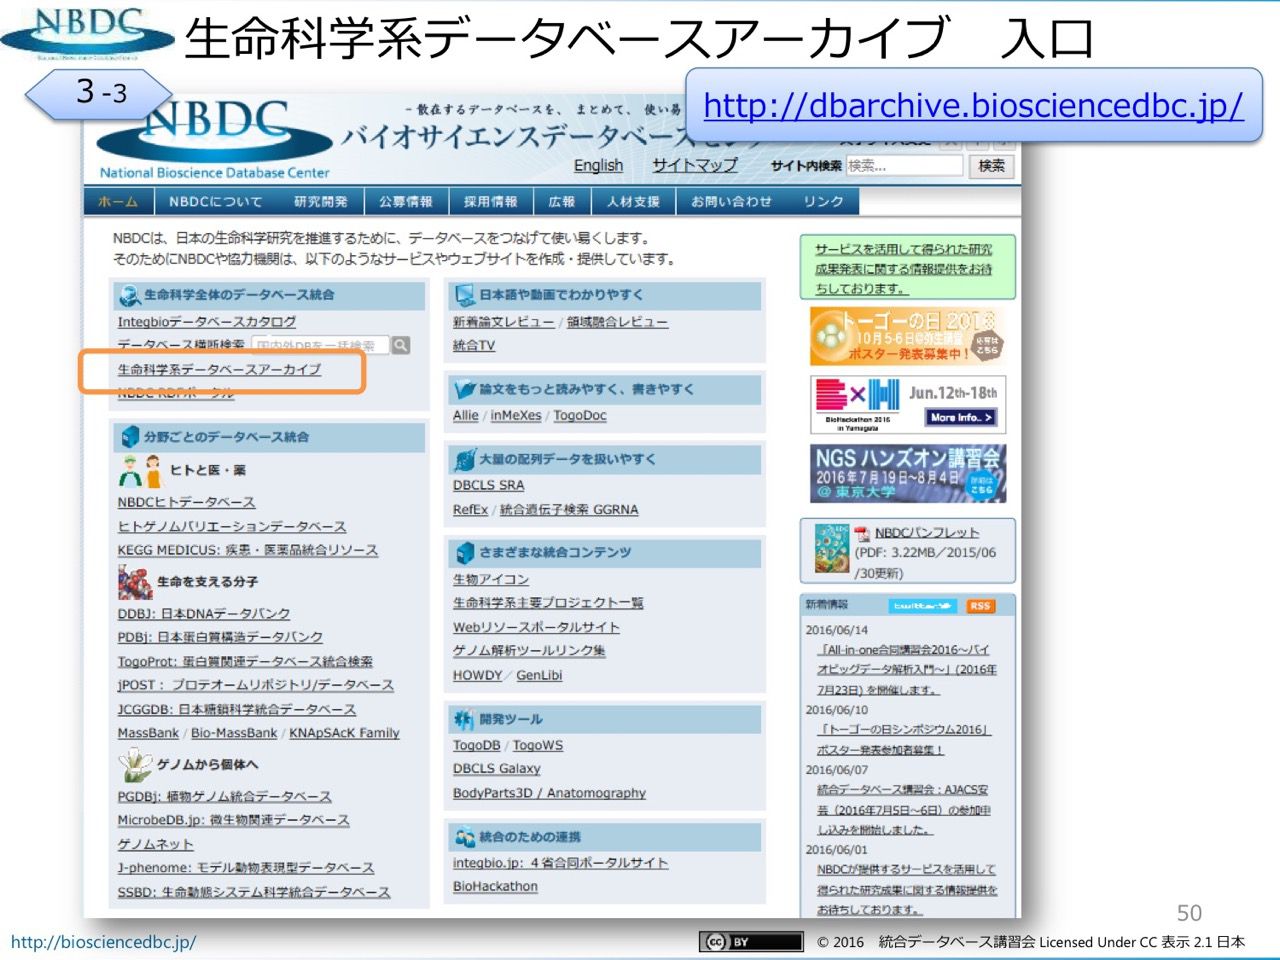 NBDC
生命科学系データベースアーカイブ　入口
３-3
http://dbarchive.biosciencedbc.jp/
NBDC
National Bioscience Database Center
- 散在するデータベースを、まとめて、使い易
バイオサイエンスデータベースセンター
English サイトマップ サイト内検索 検索... 検索
ホーム NBDCについて 研究開発 公募情報 採用情報 広報 人材支援 お問い合わせ リンク
NBDCは、日本の生命科学研究を推進するために、データベースをつなげて使い易くします。
そのためにNBDCや協力機関は、以下のようなサービスやウェブサイトを作成・提供しています。
生命科学全体のデータベース統合
Integbioデータベースカタログ
データベース横断検索 国内外DBを一括検索
生命科学系データベースアーカイブ
NBDC RDFポータル
分野ごとのデータベース統合
ヒトと医・薬
NBDCヒトデータベース
ヒトゲノムバリエーションデータベース
KEGG MEDICUS: 疾患・医薬品統合リソース
生命を支える分子
DDBJ: 日本DNAデータバンク
PDBj: 日本蛋白質構造データバンク
TogoProt: 蛋白質関連データベース統合検索
jPOST： プロテオームリポジトリ/データベース
JCGGDB: 日本糖鎖科学統合データベース
MassBank / Bio-MassBank / KNApSAcK Family
ゲノムから個体へ
PGDBj: 植物ゲノム統合データベース
MicrobeDB.jp: 微生物関連データベース
ゲノムネット
J-phenome: モデル動物表現型データベース
SSBD: 生命動態システム科学統合データベース
日本語や動画でわかりやすく
新着論文レビュー / 領域融合レビュー
統合TV
論文をもっと読みやすく、書きやすく
Allie / inMeXes / TogoDoc
大量の配列データを扱いやすく
DBCLS SRA
RefEx / 統合遺伝子検索 GGRNA
さまざまな統合コンテンツ
生物アイコン
生命科学系主要プロジェクト一覧
Webリソースポータルサイト
ゲノム解析ツールリンク集
HOWDY / GenLibi
開発ツール
TogoDB / TogoWS
DBCLS Galaxy
BodyParts3D / Anatomography
統合のための連携
integbio.jp: ４省合同ポータルサイト
BioHackathon
サービスを活用して得られた研究
成果発表に関する情報提供をお待
ちしております。
トーゴーの日 2016
10月5-6日@弥生講堂
ポスター発表募集中！
応募は
こちら
BxH
Jun.12th-18th
BioHackathon 2016
in Yamagata
More Info.. >
NGS ハンズオン講習会
2016年7月19日～8月4日
@ 東京大学
詳細は
こちら
NBDCパンフレット
(PDF: 3.22MB／2015/06
/30更新)
新着情報 twitter RSS
2016/06/14
「All-in-one合同講習会2016～バイ
オビッグデータ解析入門～」(2016年
7月23日) を開催します。
2016/06/10
「トーゴーの日シンポジウム2016」
ポスター発表参加者募集！
2016/06/07
統合データベース講習会：AJACS安
芸（2016年7月5日～6日）の参加申
し込みを開始しました。
2016/06/01
NBDCが提供するサービスを活用して
得られた研究成果に関する情報提供を
お待ちしております。
50
http://biosciencedbc.jp/
cc BY
© 2016　統合データベース講習会 Licensed Under CC 表示 2.1 日本